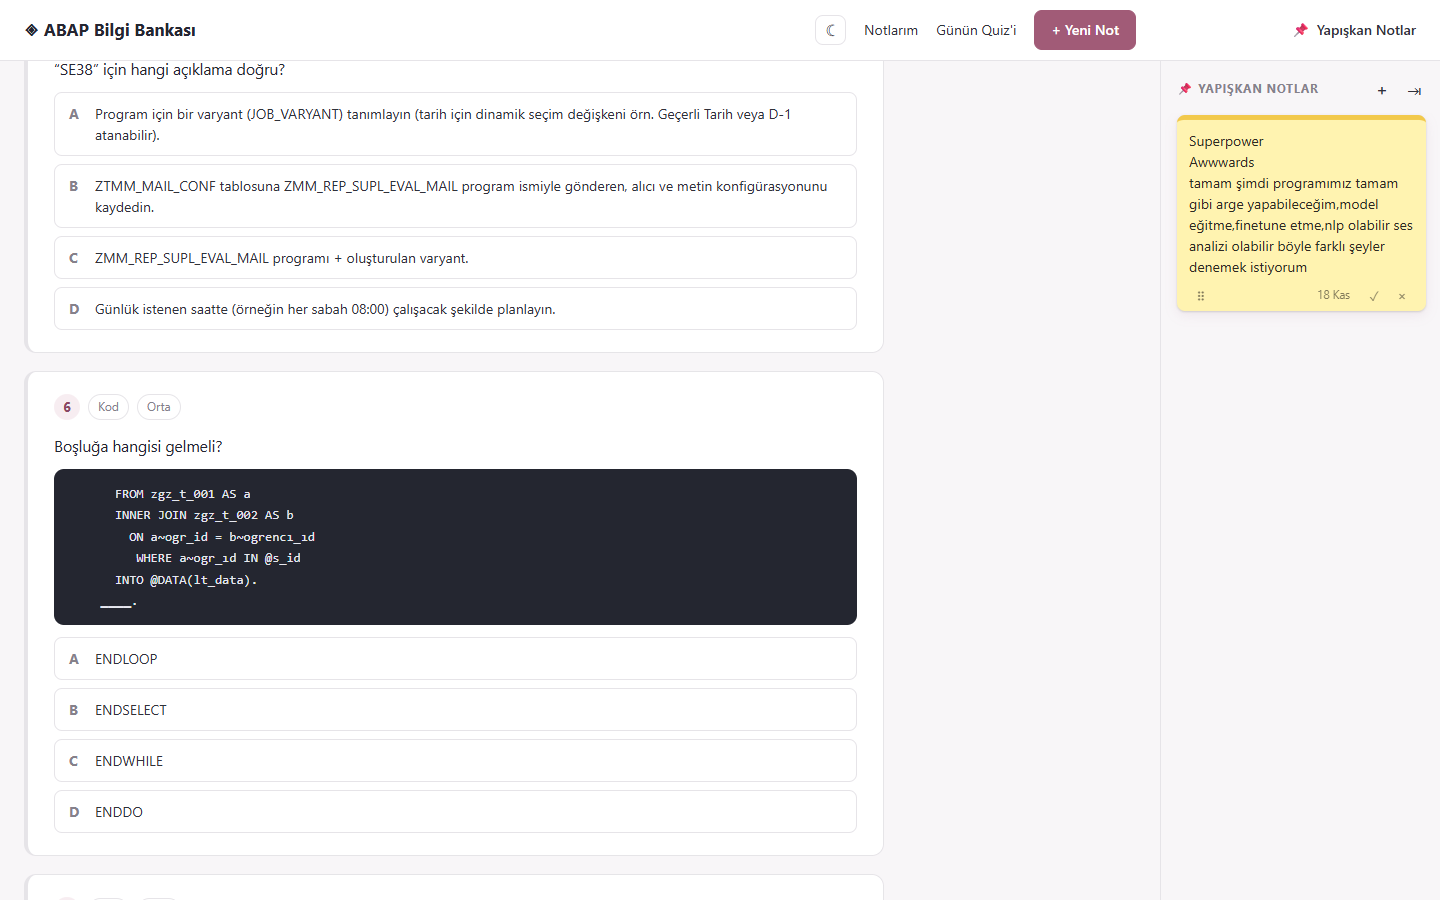 ◈ ABAP Bilgi Bankası
☾
Notlarım
Günün Quiz'i
+ Yeni Not
📌 Yapışkan Notlar
“SE38” için hangi açıklama doğru?
A Program için bir varyant (JOB_VARYANT) tanımlayın (tarih için dinamik seçim değişkeni örn. Geçerli Tarih veya D-1
atanabilir).
B ZTMM_MAIL_CONF tablosuna ZMM_REP_SUPL_EVAL_MAIL program ismiyle gönderen, alıcı ve metin konfigürasyonunu
kaydedin.
C ZMM_REP_SUPL_EVAL_MAIL programı + oluşturulan varyant.
D Günlük istenen saatte (örneğin her sabah 08:00) çalışacak şekilde planlayın.
6 Kod Orta
Boşluğa hangisi gelmeli?
FROM zgz_t_001 AS a
INNER JOIN zgz_t_002 AS b
ON a~ogr_id = b~ogrencı_ıd
WHERE a~ogr_ıd IN @s_id
INTO @DATA(lt_data).
_____.
A ENDLOOP
B ENDSELECT
C ENDWHILE
D ENDDO
📌 YAPIŞKAN NOTLAR + ⇥
Superpower
Awwwards
tamam şimdi programımız tamam
gibi arge yapabileceğim,model
eğitme,finetune etme,nlp olabilir ses
analizi olabilir böyle farklı şeyler
denemek istiyorum
⠿ 18 Kas ✓ ×